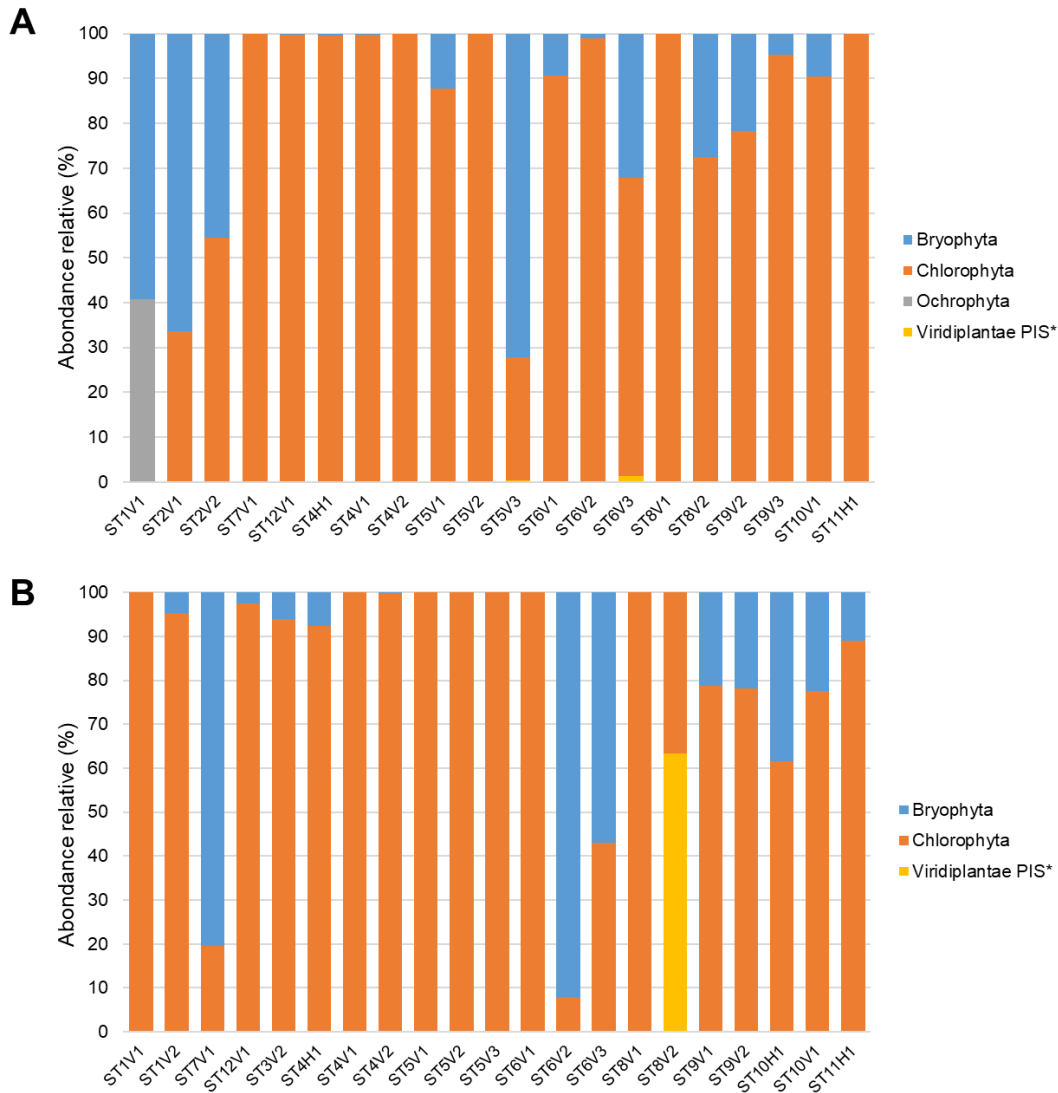 A
Abondance relative (%)
100
90
80
70
60
50
40
30
20
10
0
ST1V1 ST2V1 ST2V2 ST7V1 ST12V1 ST4H1 ST4V1 ST4V2 ST5V1 ST5V2 ST5V3 ST6V1 ST6V2 ST6V3 ST8V1 ST8V2 ST9V2 ST9V3 ST10V1 ST11H1
Bryophyta
Chlorophyta
Ochrophyta
Viridiplantae PIS*
B
Abondance relative (%)
100
90
80
70
60
50
40
30
20
10
0
ST1V1 ST1V2 ST7V1 ST12V1 ST3V2 ST4H1 ST4V1 ST4V2 ST5V1 ST5V2 ST5V3 ST6V1 ST6V2 ST6V3 ST8V1 ST8V2 ST9V1 ST9V2 ST10H1 ST10V1 ST11H1
Bryophyta
Chlorophyta
Viridiplantae PIS*